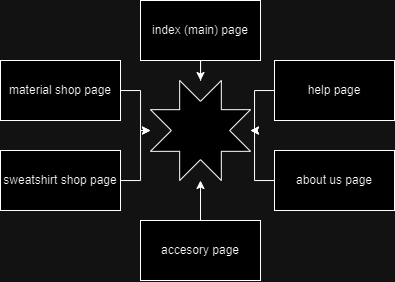 index (main) page
material shop page
help page
sweatshirt shop page
about us page
accesory page